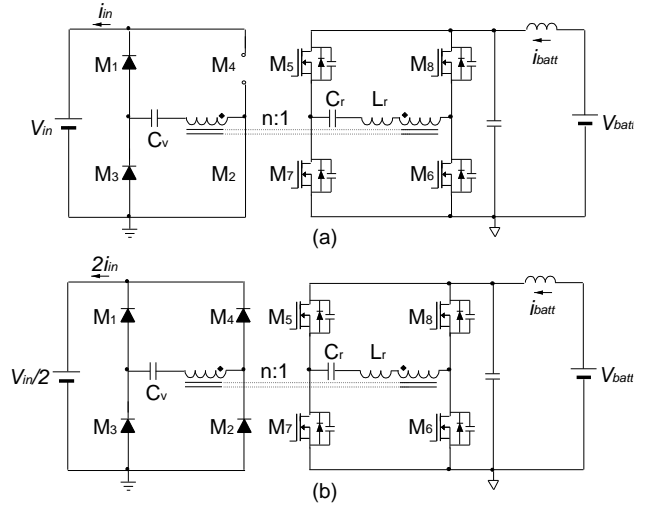 iin
M1
M4
M5
M8
ibatt
n:1
Cr
Lr
Vin
Cv
Vbatt
M3
M2
M7
M6
(a)
2iin
M1
M4
M5
M8
ibatt
n:1
Cr
Lr
Vin/2
Cv
Vbatt
M3
M2
M7
M6
(b)